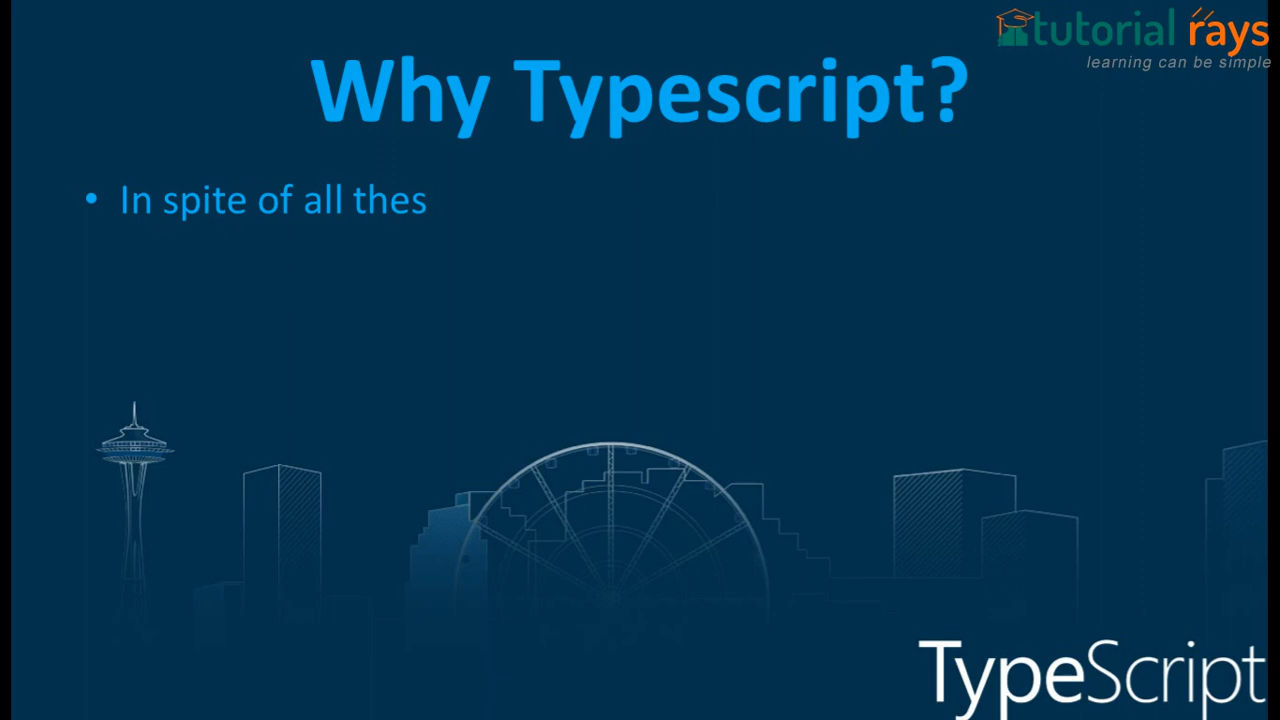 tutorial rays
learning can be simple
Why Typescript?
• In spite of all thes
TypeScript